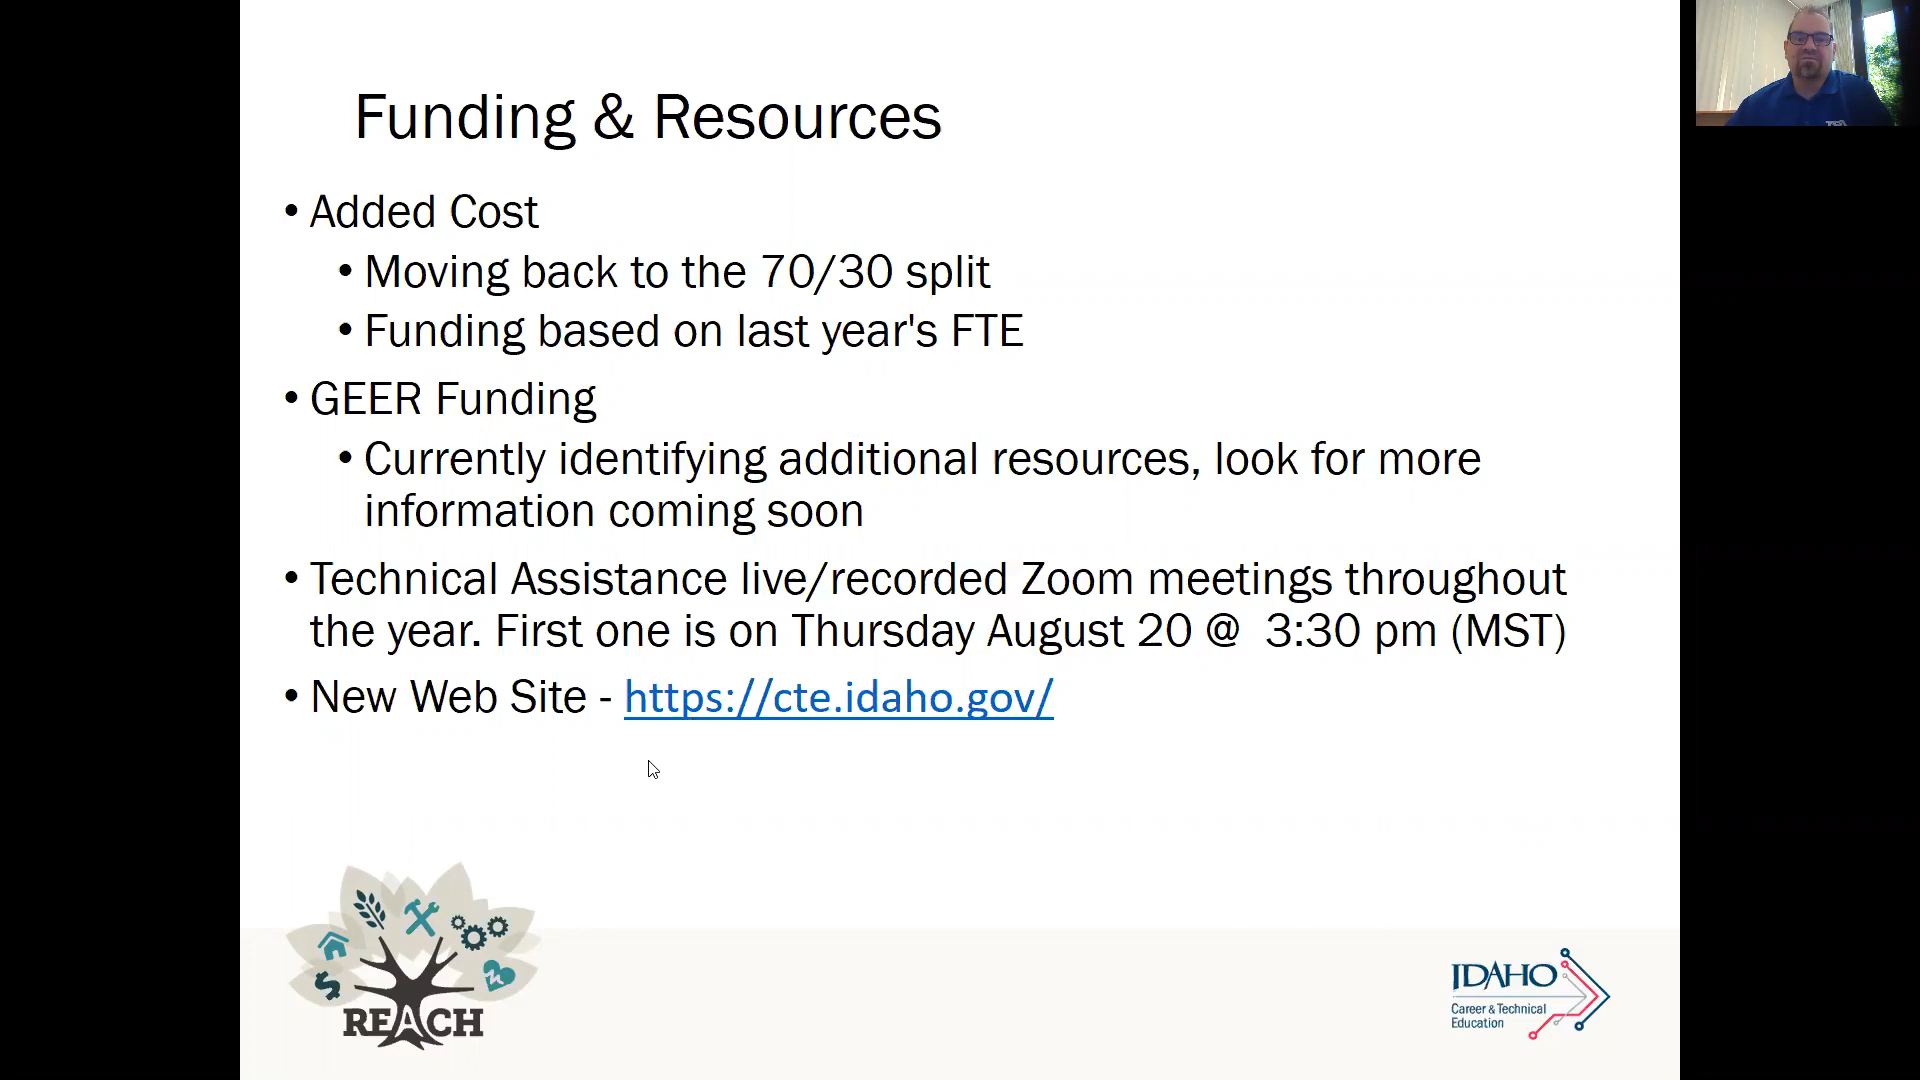 Funding & Resources
• Added Cost
• Moving back to the 70/30 split
• Funding based on last year's FTE
• GEER Funding
• Currently identifying additional resources, look for more
information coming soon
• Technical Assistance live/recorded Zoom meetings throughout
the year. First one is on Thursday August 20 @  3:30 pm (MST)
• New Web Site - https://cte.idaho.gov/
REACH
IDAHO
Career & Technical
Education